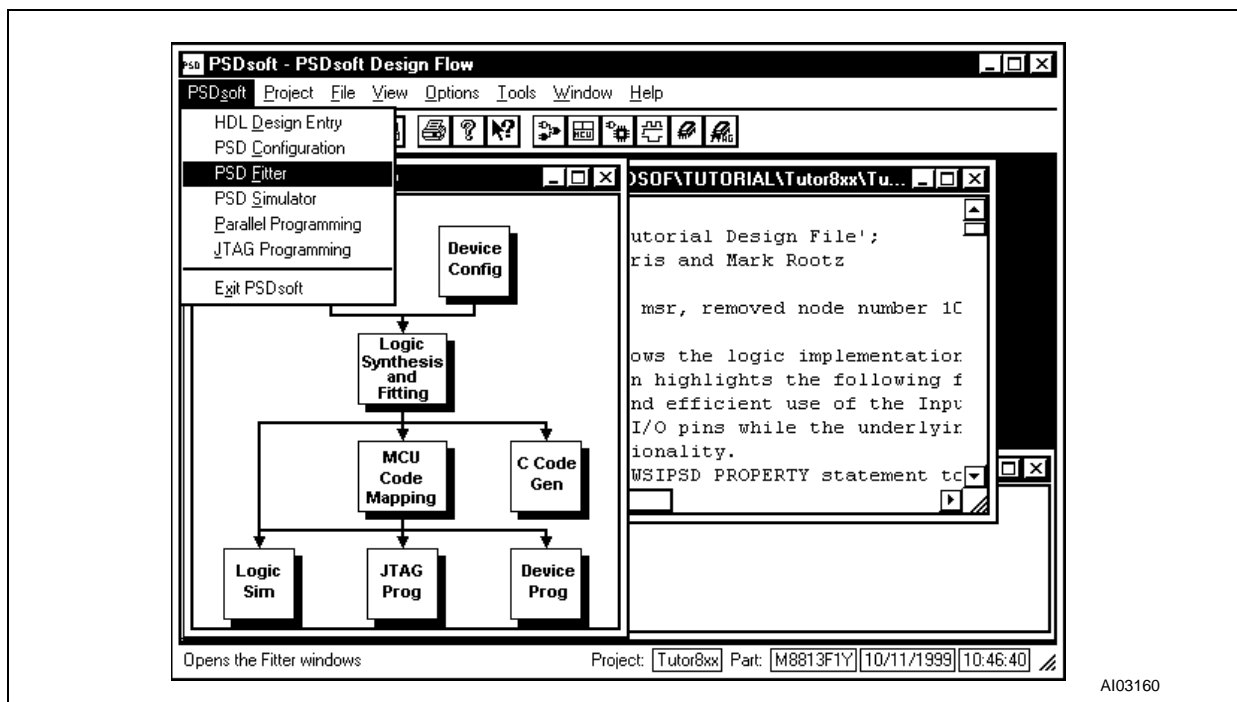 PSD PSDsoft - PSDsoft Design Flow
PSDsoft Project File View Options Tools Window Help
HDL Design Entry
PSD Configuration
PSD Fitter
PSD Simulator
Parallel Programming
JTAG Programming
Exit PSDsoft
MCU
PRG
Device
Config
Logic
Synthesis
and
Fitting
MCU
Code
Mapping
C Code
Gen
Logic
Sim
JTAG
Prog
Device
Prog
DSOF\TUTORIAL\Tutor8xx\Tu...
utorial Design File';
ris and Mark Rootz
msr, removed node number 10
ows the logic implementation
n highlights the following f
nd efficient use of the Inpu
I/O pins while the underlyin
ionality.
WSIPSD PROPERTY statement to
Opens the Fitter windows
Project: Tutor8xx Part: M8813F1Y 10/11/1999 10:46:40
AI03160